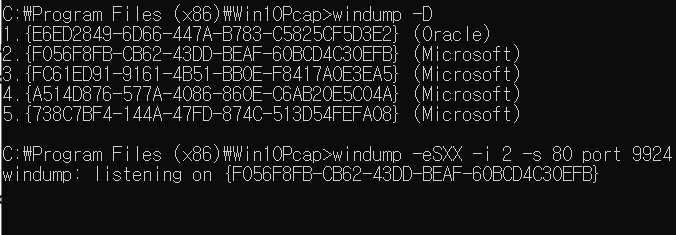 C:₩Program Files (x86)₩Win10Pcap>windump -D
1.{E6ED2849-6D66-447A-B783-C5825CF5D3E2} (Oracle)
2.{F056F8FB-CB62-43DD-BEAF-60BCD4C30EFB} (Microsoft)
3.{FC61ED91-9161-4B51-BB0E-F8417A0E3EA5} (Microsoft)
4.{A514D876-577A-4086-860E-C6AB20E5C04A} (Microsoft)
5.{738C7BF4-144A-47FD-874C-513D54FEFA08} (Microsoft)
C:₩Program Files (x86)₩Win10Pcap>windump -eSXX -i 2 -s 80 port 9924
windump: listening on {F056F8FB-CB62-43DD-BEAF-60BCD4C30EFB}